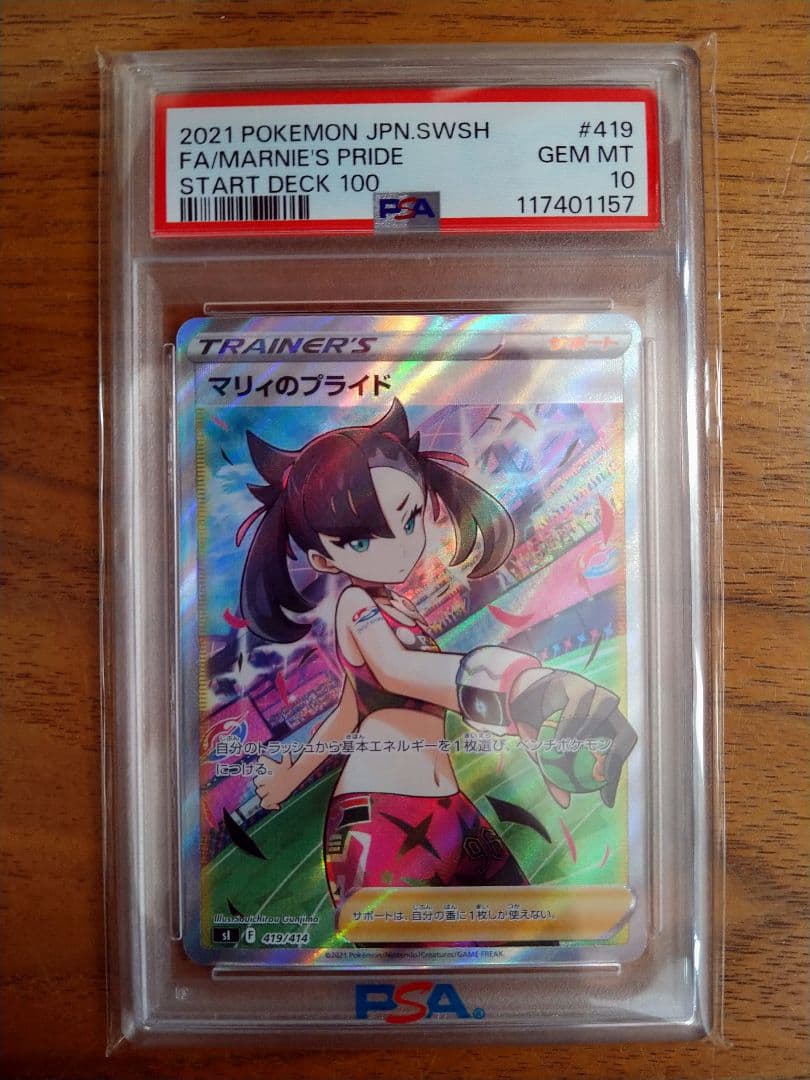 2021 POKEMON JPN.SWSH #419
FA/MARNIE'S PRIDE GEM MT
START DECK 100 10
PSA 117401157
TRAINER'S サポート
マリィのプライド
自分のトラッシュから基本エネルギーを1枚選び、ベンチポケモン
につける。
サポートは、自分の番に1枚しか使えない。
Illus.Souichirou Gunjima
sI F 419/414
©2021 Pokémon/Nintendo/Creatures/GAME FREAK
PSA®